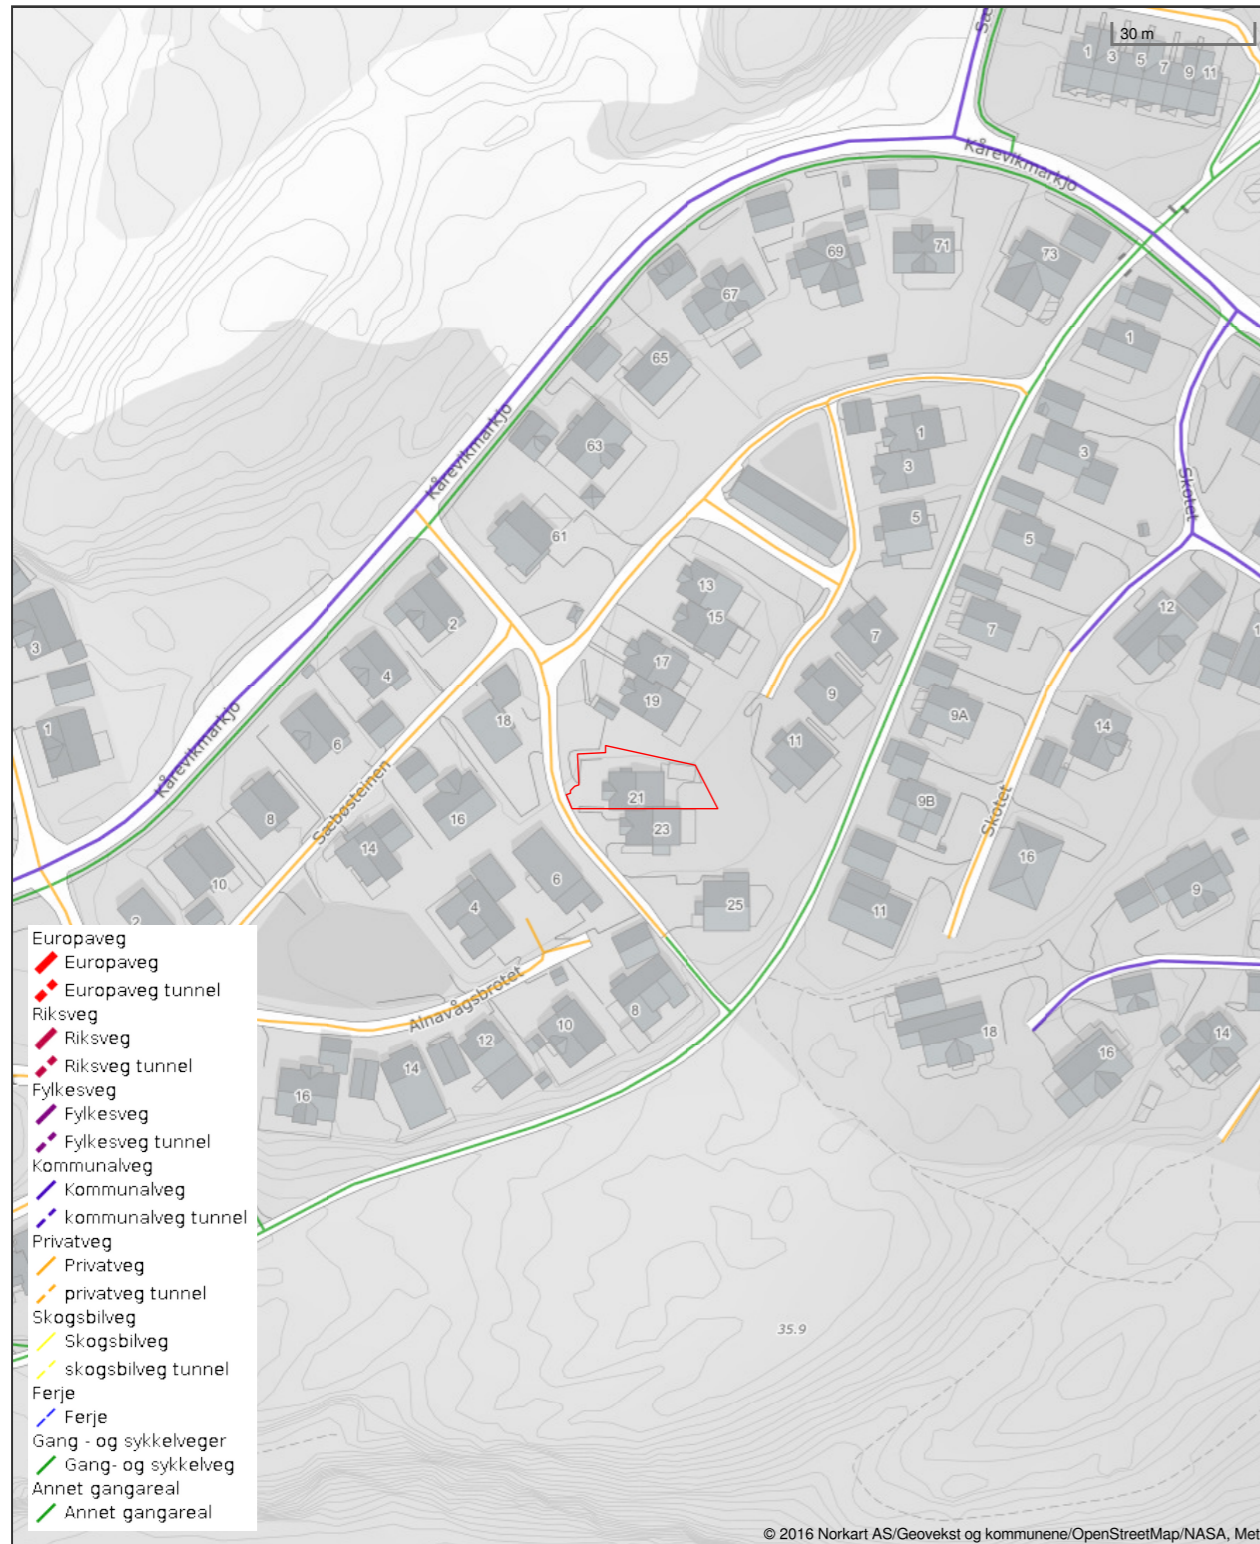 30 m
1
3
5
7
9
11
Kårevikmarkjo
69
71
73
67
1
65
Kårevikmarkjo
63
1
3
3
Skotet
5
61
5
13
15
12
2
7
7
3
17
4
19
9
9A
18
14
1
6
11
Kårevikmarkjo
Sæbøsteinen
21
9B
Skotet
8
16
23
14
16
10
6
9
4
25
11
2
Alnavågsbrotet
8
10
18
12
14
16
14
16
35.9
Europaveg
Europaveg
Europaveg tunnel
Riksveg
Riksveg
Riksveg tunnel
Fylkesveg
Fylkesveg
Fylkesveg tunnel
Kommunalveg
Kommunalveg
kommunalveg tunnel
Privatveg
Privatveg
privatveg tunnel
Skogsbilveg
Skogsbilveg
skogsbilveg tunnel
Ferje
Ferje
Gang - og sykkelveger
Gang- og sykkelveg
Annet gangareal
Annet gangareal
© 2016 Norkart AS/Geovekst og kommunene/OpenStreetMap/NASA, Met